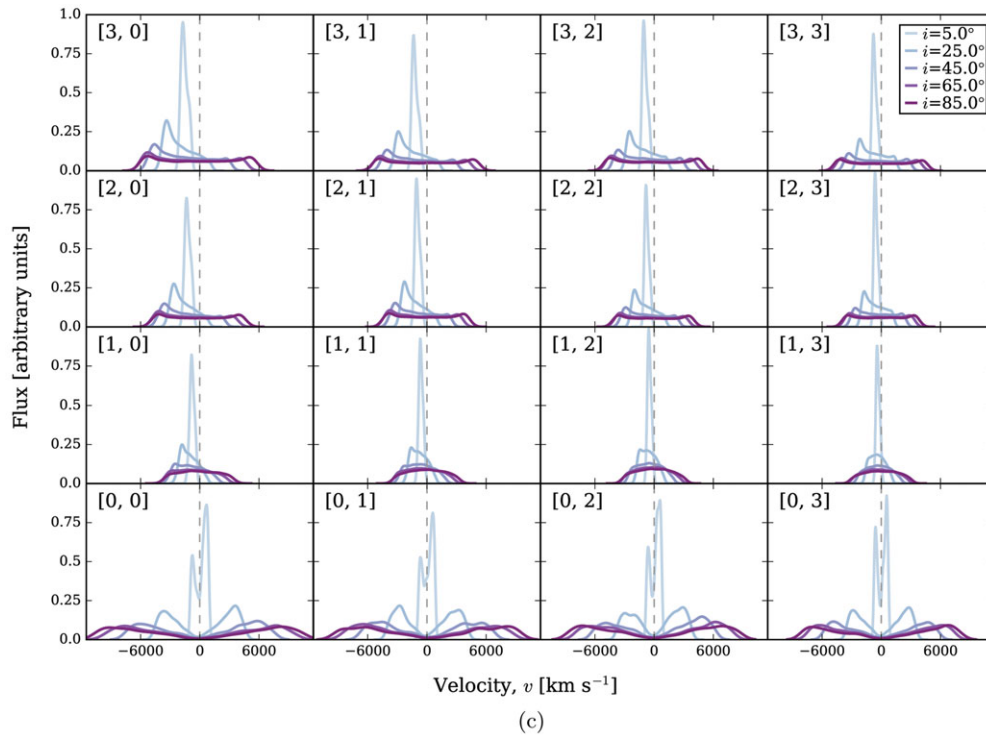 1.0
[3, 0] [3, 1] [3, 2] [3, 3]
i=5.0°
i=25.0°
i=45.0°
i=65.0°
i=85.0°
0.75
0.50
0.25
0.0
[2, 0] [2, 1] [2, 2] [2, 3]
0.75
0.50
0.25
0.0
[1, 0] [1, 1] [1, 2] [1, 3]
0.75
0.50
0.25
0.0
[0, 0] [0, 1] [0, 2] [0, 3]
0.75
0.50
0.25
0.0
Flux [arbitrary units]
−6000 0 6000 −6000 0 6000 −6000 0 6000 −6000 0 6000
Velocity, v [km s⁻¹]
(c)